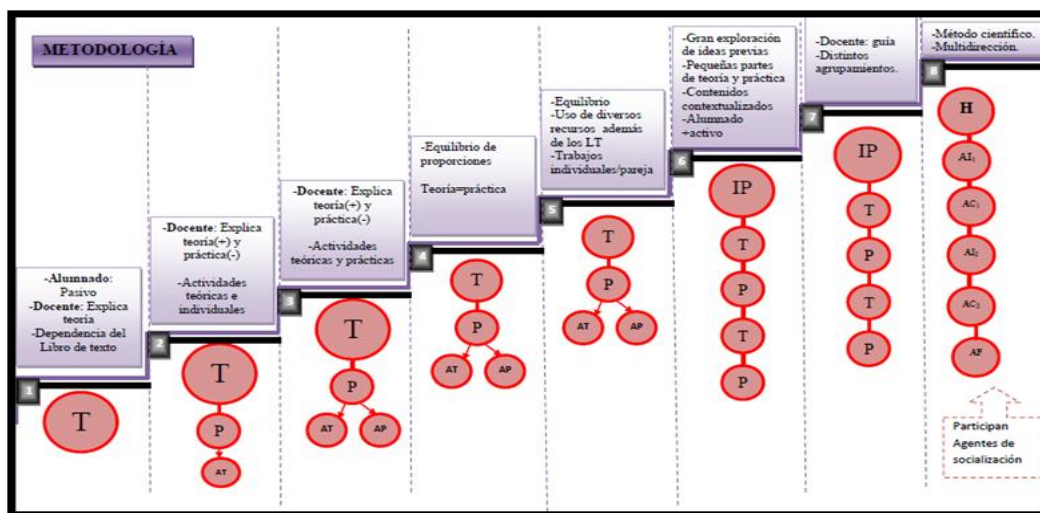 METODOLOGÍA
-Alumnado:
Pasivo
-Docente: Explica
teoría
-Dependencia del
Libro de texto
1
T
-Docente: Explica
teoría(+) y
práctica(-)
-Actividades
teóricas e
individuales
2
T
P
AT
-Docente: Explica
teoría(+) y
práctica(-)
-Actividades
teóricas y prácticas
3
T
P
AT
AP
-Equilibrio de
proporciones
Teoría=práctica
4
T
P
AT
AP
-Equilibrio
-Uso de diversos
recursos además
de los LT
-Trabajos
individuales/pareja
5
T
P
AT
AP
-Gran exploración
de ideas previas
-Pequeñas partes
de teoría y práctica
-Contenidos
contextualizados
-Alumnado
+activo
6
IP
T
P
T
P
-Docente: guía
-Distintos
agrupamientos.
7
IP
T
P
T
P
-Método científico.
-Multidirección.
8
H
AI₁
AC₁
AI₂
AC₂
AF
Participan
Agentes de
socialización